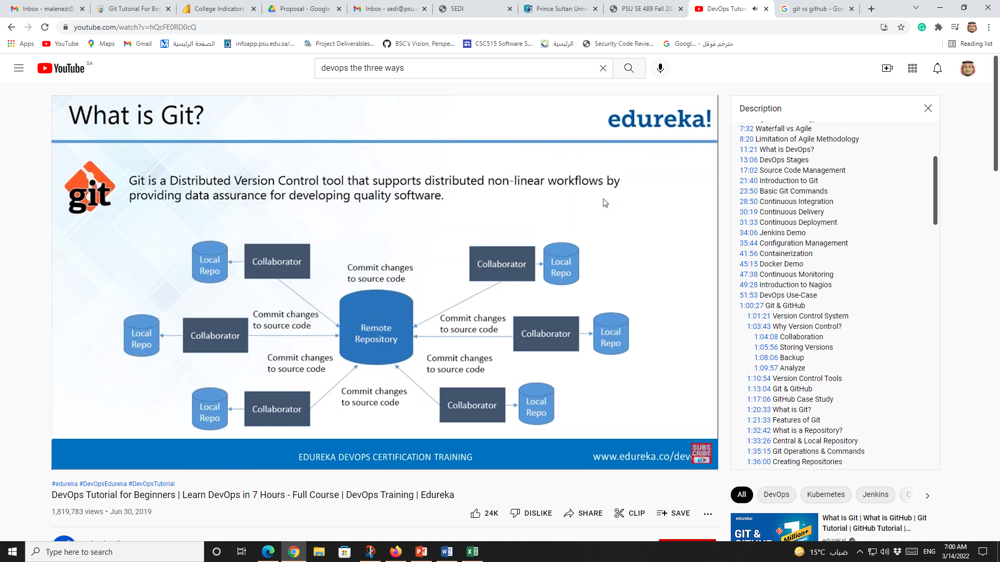 Inbox - malenezi@
Git Tutorial For Beg
College Indicators
Proposal - Google
Inbox - sedi@psu.e
SEDI
Prince Sultan Unive
PSU SE 489 Fall 202
DevOps Tutori
git vs github - Goo
youtube.com/watch?v=hQcFE0RD0cQ
Apps
YouTube
Maps
Gmail
الصفحة الرئيسية
infoapp.psu.edu.sa/...
Project Deliverables...
BSC's Vision, Perspe...
CSC515 Software S...
الرئيسية
Security Code Revie...
Googl... - مترجم قوقل
Reading list
YouTube SA
devops the three ways
What is Git?
edureka!
git
Git is a Distributed Version Control tool that supports distributed non-linear workflows by
providing data assurance for developing quality software.
Local
Repo
Collaborator
Commit changes
to source code
Collaborator
Local
Repo
Local
Repo
Collaborator
Commit changes
to source code
Remote
Repository
Commit changes
to source code
Collaborator
Local
Repo
Commit changes
to source code
Commit changes
to source code
Local
Repo
Collaborator
Commit changes
to source code
Collaborator
Local
Repo
EDUREKA DEVOPS CERTIFICATION TRAINING
www.edureka.co/dev
SUBS
CRIBE
Description
7:32 Waterfall vs Agile
8:20 Limitation of Agile Methodology
11:21 What is DevOps?
13:06 DevOps Stages
17:02 Source Code Management
21:40 Introduction to Git
23:50 Basic Git Commands
28:50 Continuous Integration
30:19 Continuous Delivery
31:33 Continuous Deployment
34:06 Jenkins Demo
35:44 Configuration Management
41:56 Containerization
45:15 Docker Demo
47:38 Continuous Monitoring
49:28 Introduction to Nagios
51:53 DevOps Use-Case
1:00:27 Git & GitHub
1:01:21 Version Control System
1:03:43 Why Version Control?
1:04:08 Collaboration
1:05:56 Storing Versions
1:08:06 Backup
1:09:57 Analyze
1:10:54 Version Control Tools
1:13:04 Git & GitHub
1:17:06 GitHub Case Study
1:20:33 What is Git?
1:21:33 Features of Git
1:32:42 What is a Repository?
1:33:26 Central & Local Repository
1:35:15 Git Operations & Commands
1:36:00 Creating Repositories
#edureka #DevOpsEdureka #DevOpsTutorial
DevOps Tutorial for Beginners | Learn DevOps in 7 Hours - Full Course | DevOps Training | Edureka
1,819,783 views • Jun 30, 2019
24K
DISLIKE
SHARE
CLIP
SAVE
All
DevOps
Kubernetes
Jenkins
edureka!
GIT &
Million+
What is Git | What is GitHub | Git
Tutorial | GitHub Tutorial |...
Type here to search
15°C ضباب
ENG
7:00 AM
3/14/2022